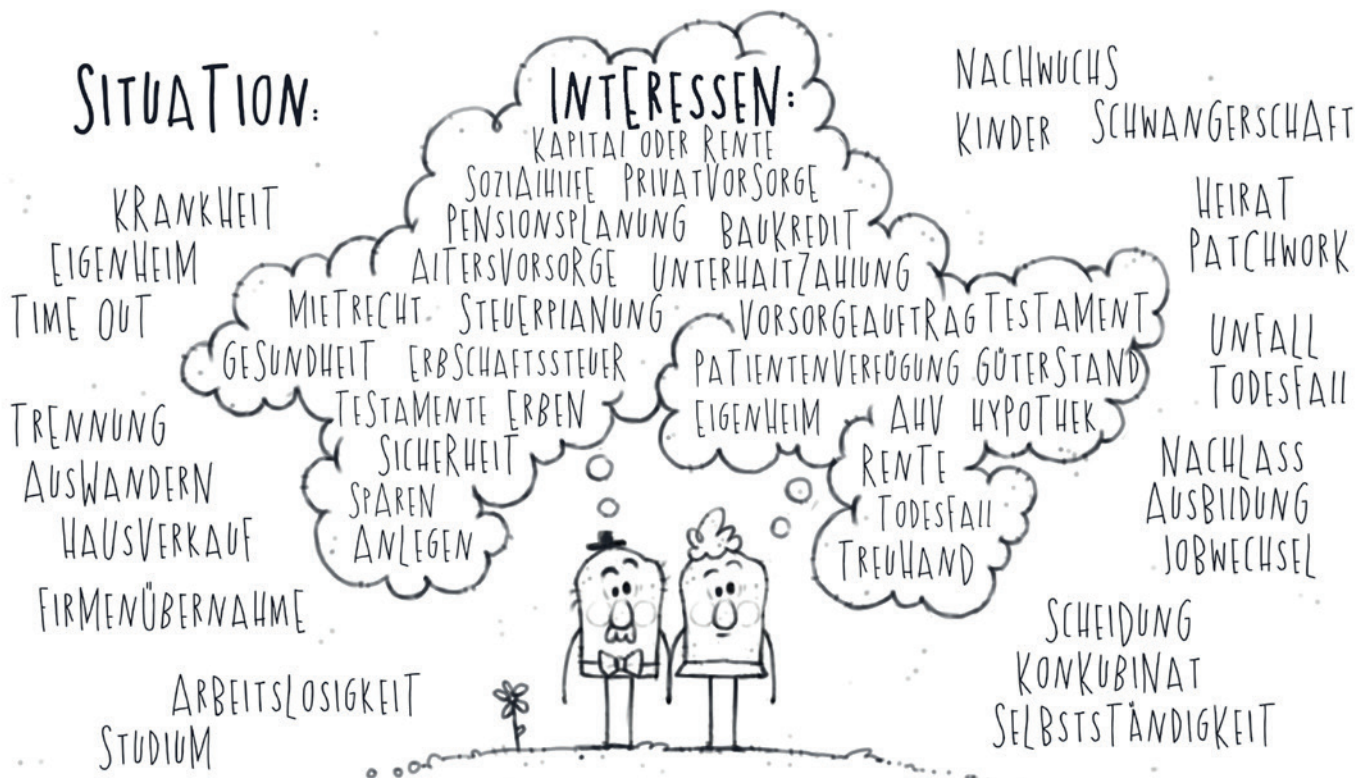 SITUATION:
KRANKHEIT
EIGENHEIM
TIME OUT
TRENNUNG
AUSWANDERN
HAUSVERKAUF
FIRMENÜBERNAHME
ARBEITSLOSIGKEIT
STUDIUM
INTERESSEN:
KAPITAL ODER RENTE
SOZIALHILFE PRIVATVORSORGE
PENSIONSPLANUNG BAUKREDIT
ALTERSVORSORGE UNTERHALTZAHLUNG
MIETRECHT STEUERPLANUNG
GESUNDHEIT ERBSCHAFTSSTEUER
TESTAMENTE ERBEN
SICHERHEIT
SPAREN
ANLEGEN
VORSORGEAUFTRAG TESTAMENT
PATIENTENVERFÜGUNG GÜTERSTAND
EIGENHEIM AHV HYPOTHEK
RENTE
TODESFALL
TREUHAND
NACHWUCHS
KINDER SCHWANGERSCHAFT
HEIRAT
PATCHWORK
UNFALL
TODESFALL
NACHLASS
AUSBILDUNG
JOBWECHSEL
SCHEIDUNG
KONKUBINAT
SELBSTSTÄNDIGKEIT